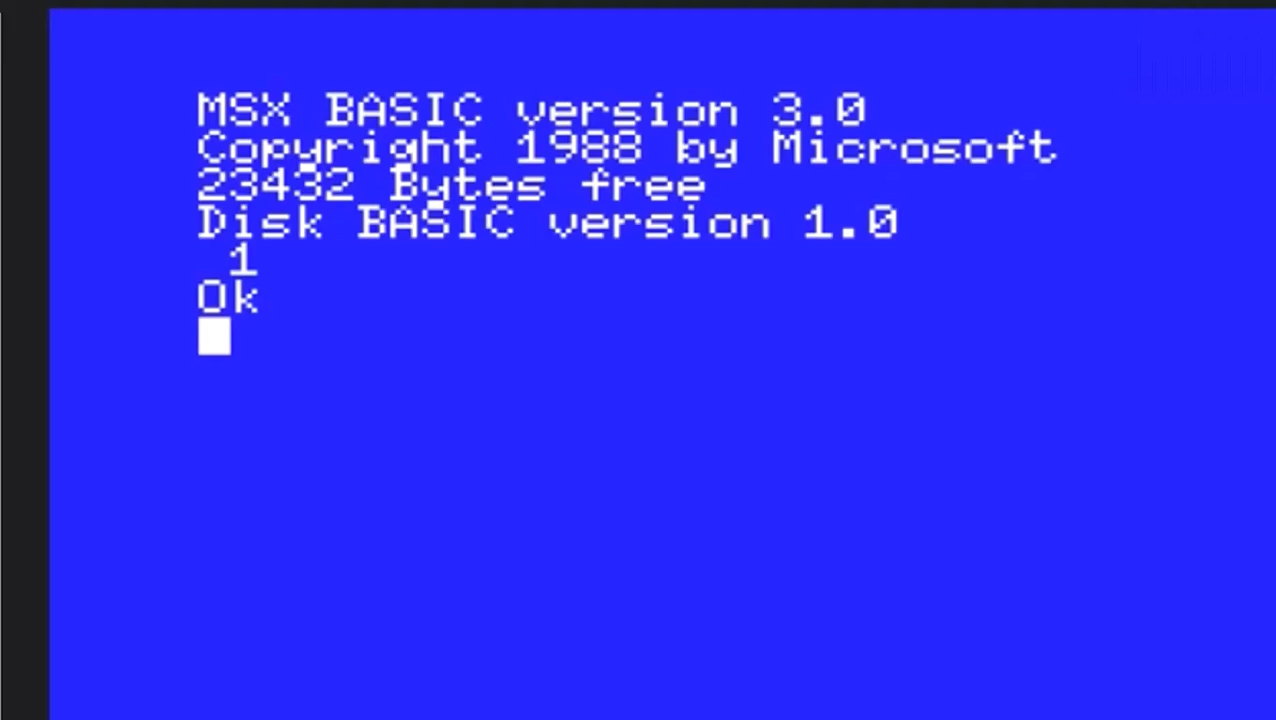 MSX BASIC version 3.0
Copyright 1988 by Microsoft
23432 Bytes free
Disk BASIC version 1.0
 1
Ok